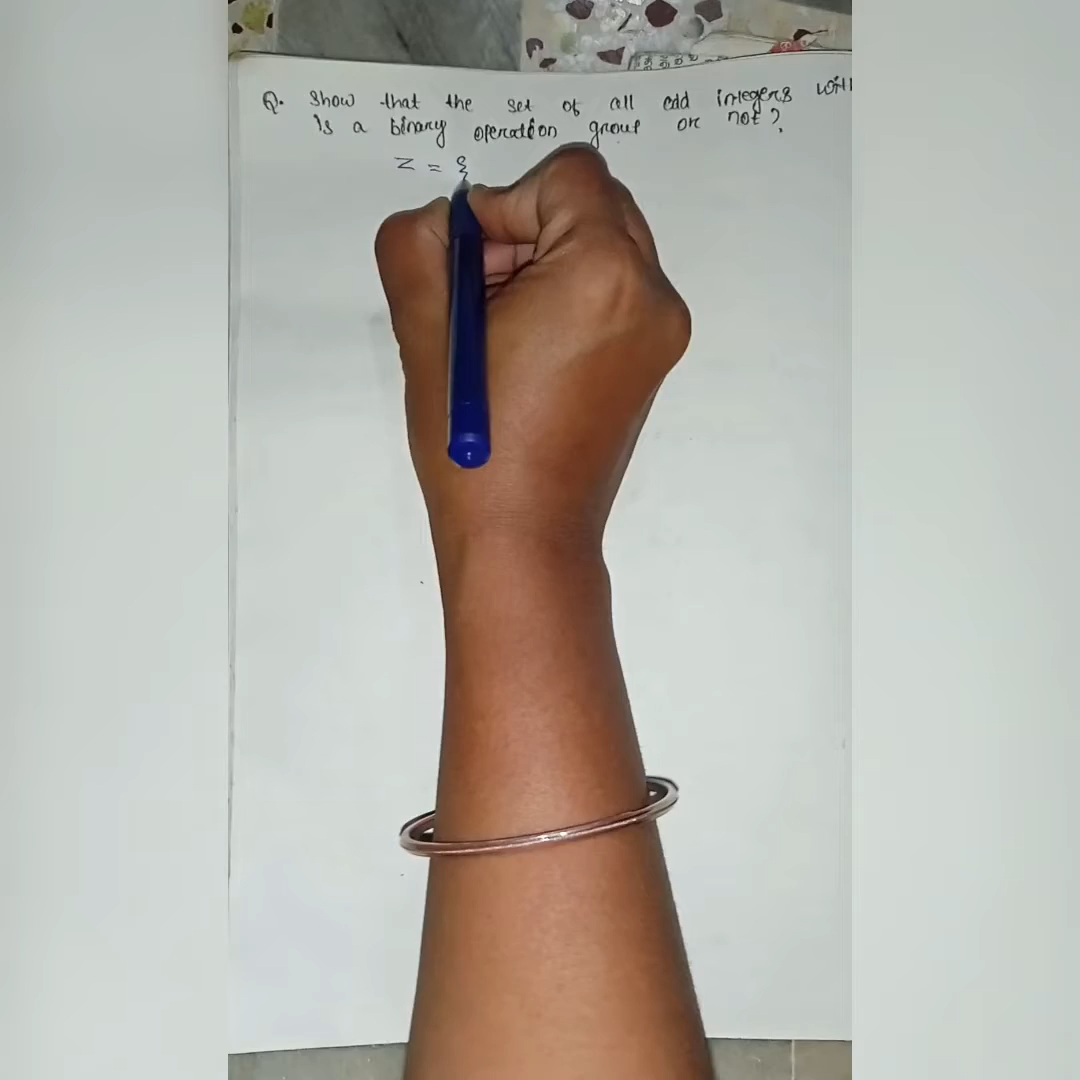 Q. Show that the set of all odd integers with
is a binary operation group or not?
Z = {